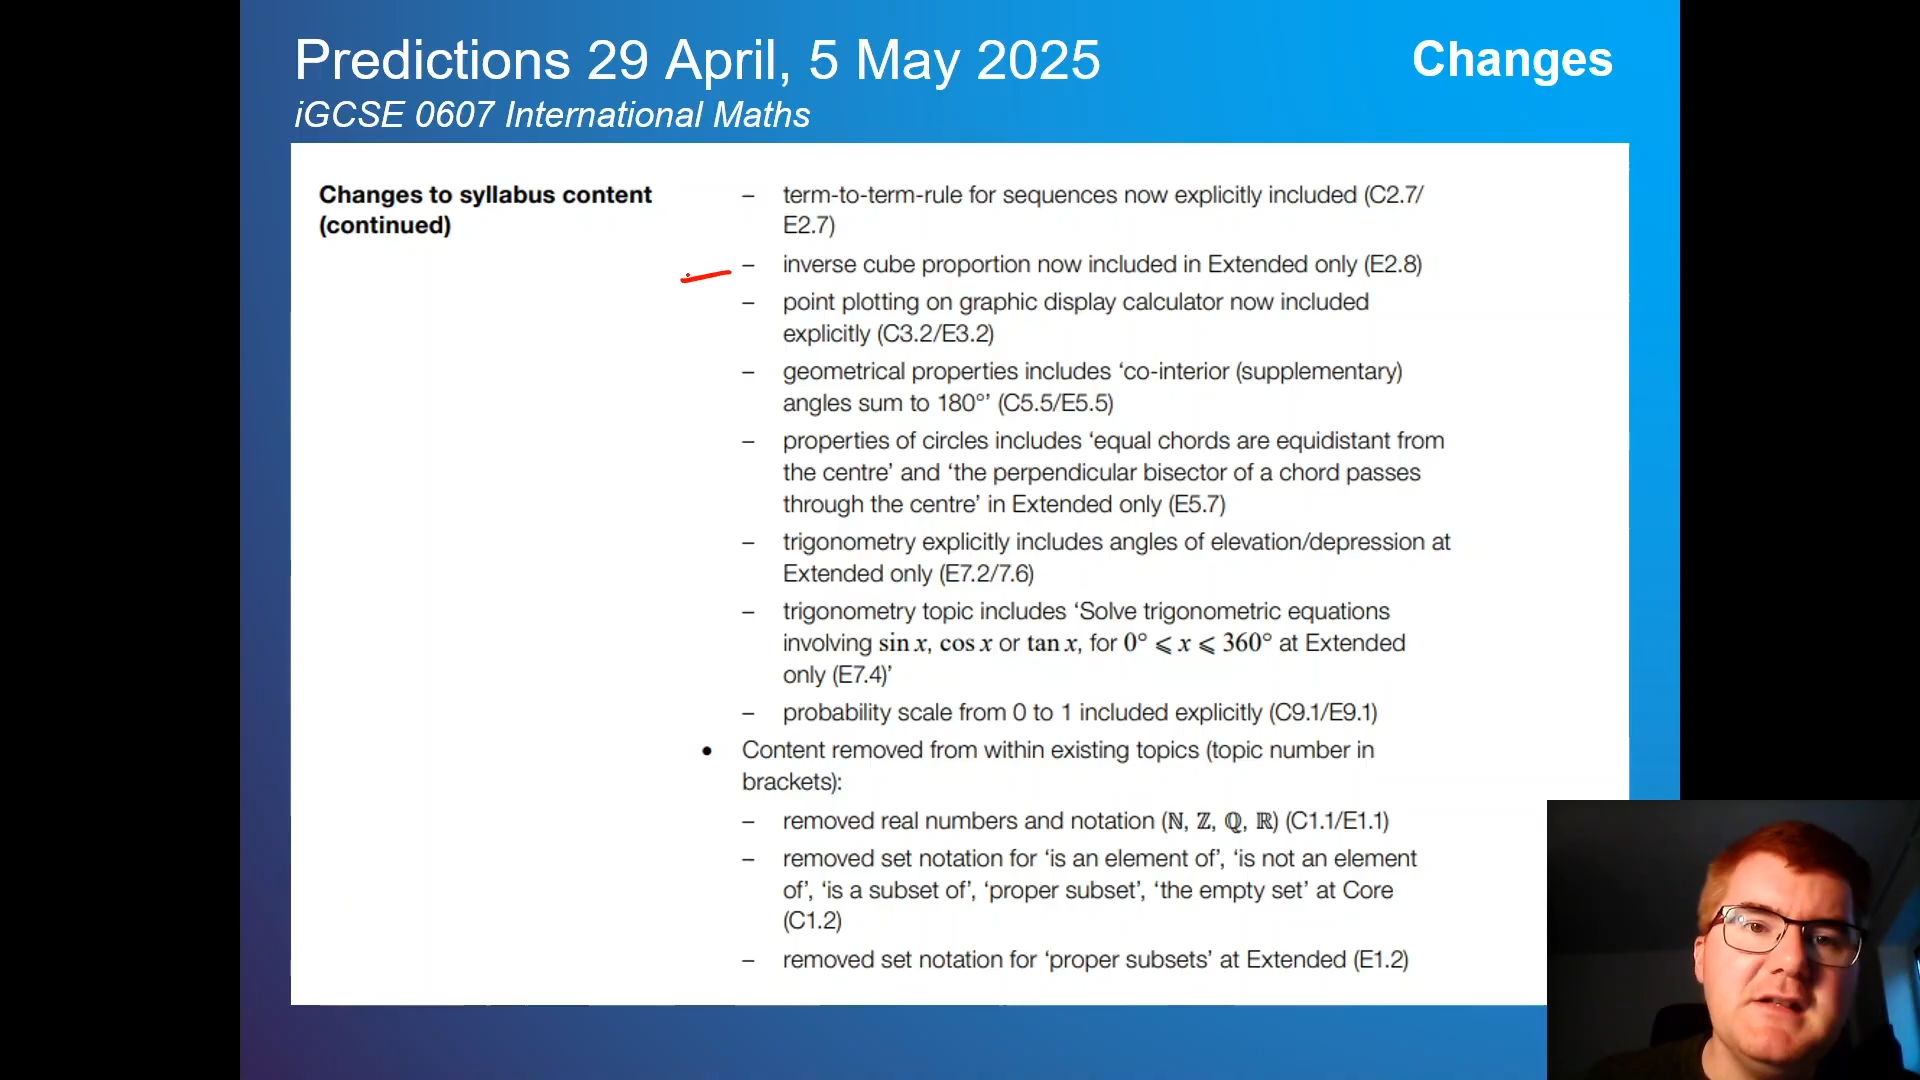 Predictions 29 April, 5 May 2025
Changes
iGCSE 0607 International Maths
Changes to syllabus content
(continued)
– term-to-term-rule for sequences now explicitly included (C2.7/
E2.7)
– inverse cube proportion now included in Extended only (E2.8)
– point plotting on graphic display calculator now included
explicitly (C3.2/E3.2)
– geometrical properties includes ‘co-interior (supplementary)
angles sum to 180°’ (C5.5/E5.5)
– properties of circles includes ‘equal chords are equidistant from
the centre’ and ‘the perpendicular bisector of a chord passes
through the centre’ in Extended only (E5.7)
– trigonometry explicitly includes angles of elevation/depression at
Extended only (E7.2/7.6)
– trigonometry topic includes ‘Solve trigonometric equations
involving sin x, cos x or tan x, for 0° ⩽ x ⩽ 360° at Extended
only (E7.4)’
– probability scale from 0 to 1 included explicitly (C9.1/E9.1)
• Content removed from within existing topics (topic number in
brackets):
– removed real numbers and notation (ℕ, ℤ, ℚ, ℝ) (C1.1/E1.1)
– removed set notation for ‘is an element of’, ‘is not an element
of’, ‘is a subset of’, ‘proper subset’, ‘the empty set’ at Core
(C1.2)
– removed set notation for ‘proper subsets’ at Extended (E1.2)